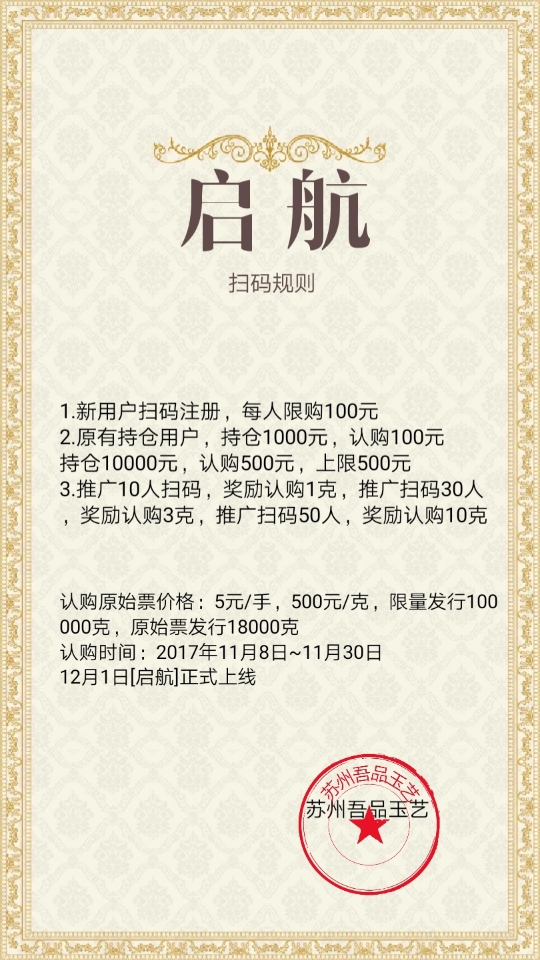 启航
扫码规则
1.新用户扫码注册，每人限购100元
2.原有持仓用户，持仓1000元，认购100元
持仓10000元，认购500元，上限500元
3.推广10人扫码，奖励认购1克，推广扫码30人
，奖励认购3克，推广扫码50人，奖励认购10克
认购原始票价格：5元/手，500元/克，限量发行100
000克，原始票发行18000克
认购时间：2017年11月8日~11月30日
12月1日[启航]正式上线
苏州吾品玉艺
苏州吾品玉艺